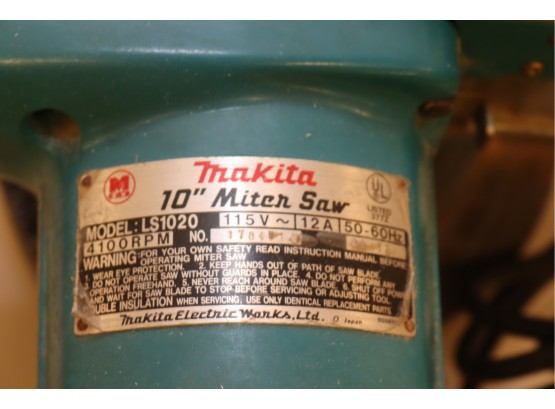 M
Makita
10" Miter Saw
UL
LISTED
MODEL: LS1020 115V~ 12A 50-60Hz
4100RPM NO.
WARNING FOR YOUR OWN SAFETY READ INSTRUCTION MANUAL BEFORE
OPERATING MITER SAW
1. WEAR EYE PROTECTION. 2. KEEP HANDS OUT OF PATH OF SAW BLADE.
3. DO NOT OPERATE SAW WITHOUT GUARDS IN PLACE. 4. DO NOT PERFORM ANY
OPERATION FREEHAND. 5. NEVER REACH AROUND SAW BLADE. 6. SHUT OFF POWER
AND WAIT FOR SAW BLADE TO STOP BEFORE SERVICING OR ADJUSTING TOOL.
UBLE INSULATION WHEN SERVICING, USE ONLY IDENTICAL REPLACEMENT PARTS.
Makita Electric Works, Ltd. Japan